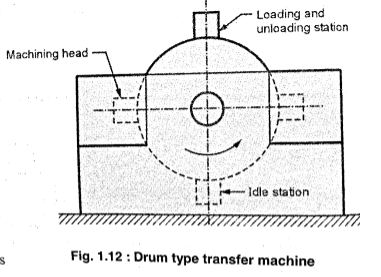 Loading and
unloading station
Machining head
Idle station
s
Fig. 1.12 : Drum type transfer machine